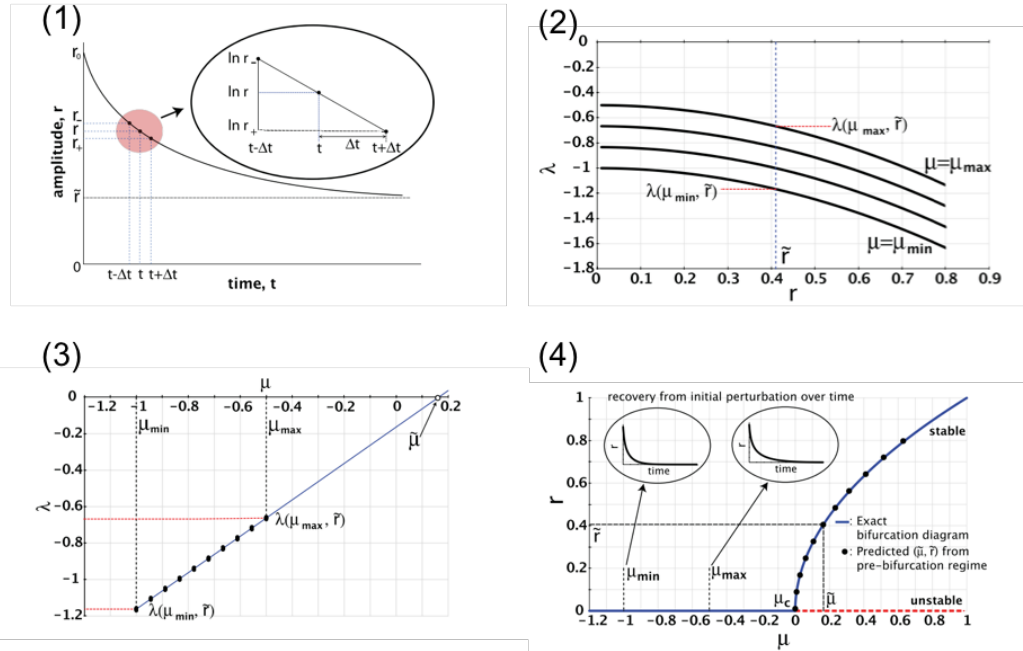 (1)
r₀
r₋
r
r₊
r̃
0
amplitude, r
t-Δt t t+Δt
time, t
ln r₋
ln r
ln r₊
t-Δt
t
Δt
t+Δt
(2)
0
-0.2
-0.4
-0.6
-0.8
-1
-1.2
-1.4
-1.6
-1.8
λ
λ(μ max, r̃)
μ=μmax
λ(μ min, r̃)
μ=μmin
r̃
0 0.1 0.2 0.3 0.4 0.5 0.6 0.7 0.8 0.9
r
(3)
μ
0
-1.2 -1 -0.8 -0.6 -0.4 -0.2 0 0.2
μmin
μmax
μ̃
-0.2
-0.4
-0.6
-0.8
-1
-1.2
λ
λ(μmax, r̃)
λ(μmin, r̃)
(4)
recovery from initial perturbation over time
1
0.8
0.6
0.4
0.2
0
r
r
time
r
time
stable
r̃
: Exact
bifurcation diagram
: Predicted (μ̃, r̃) from
pre-bifurcation regime
μmin
μmax
μc
μ̃
unstable
-1.2 -1 -0.8 -0.6 -0.4 -0.2 0 0.2 0.4 0.6 0.8 1
μ